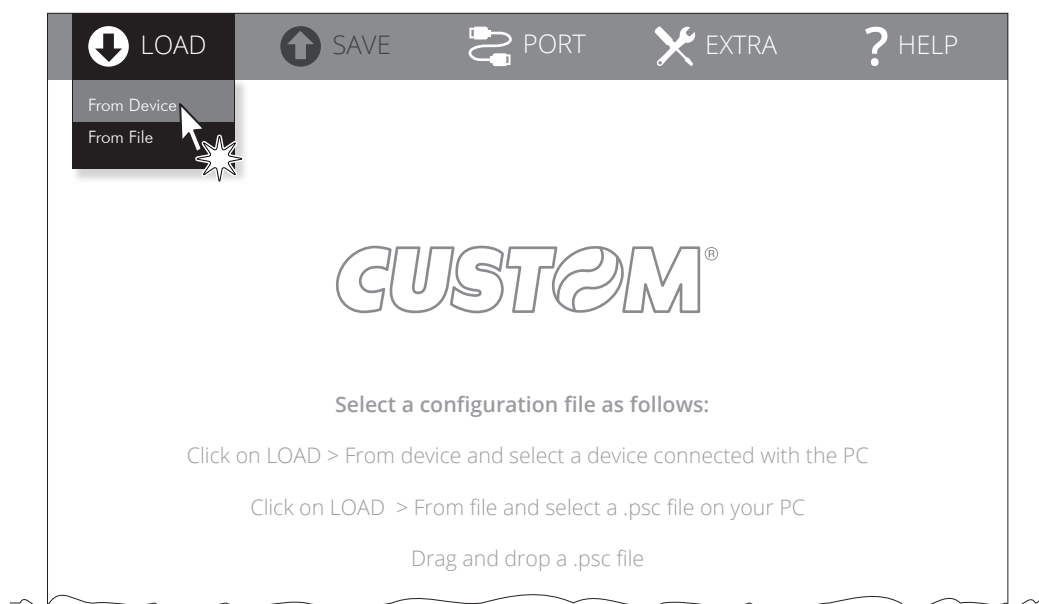 LOAD SAVE PORT EXTRA ? HELP
From Device
From File
CUSTOM®
Select a configuration file as follows:
Click on LOAD > From device and select a device connected with the PC
Click on LOAD > From file and select a .psc file on your PC
Drag and drop a .psc file